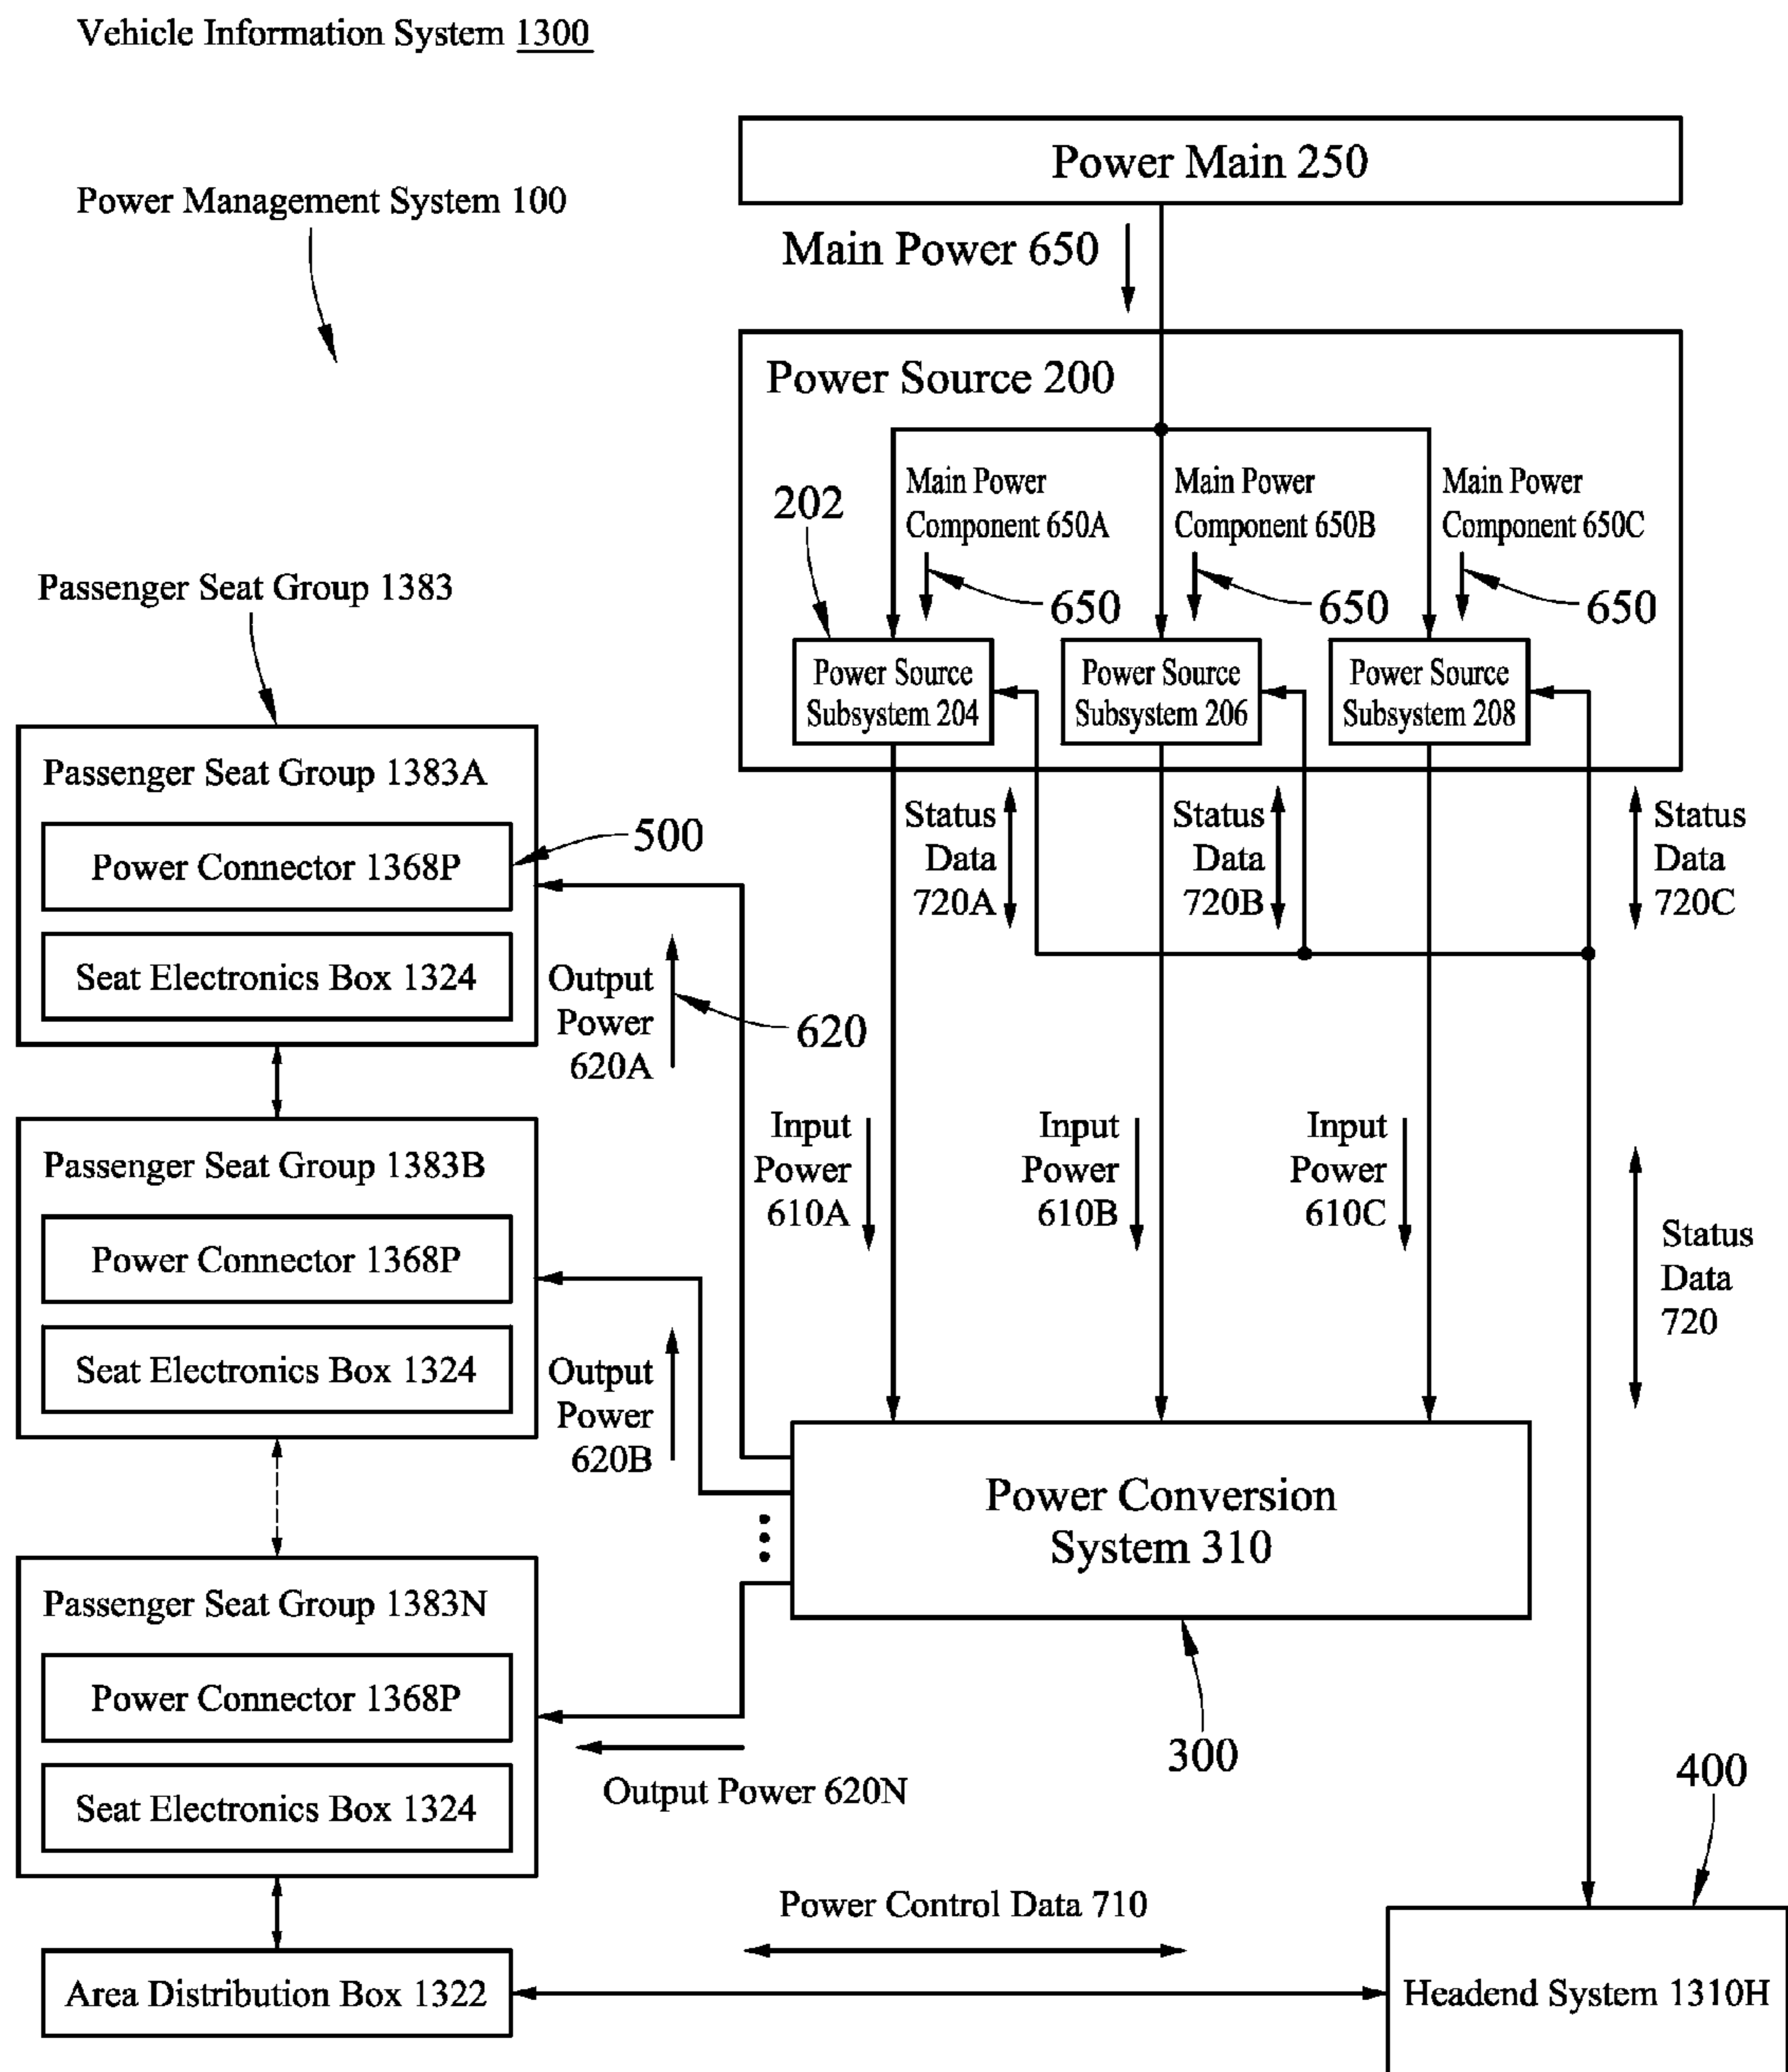 Vehicle Information System 1300
Power Management System 100
Power Main 250
Main Power 650
Power Source 200
202
Main Power
Component 650A
650
Main Power
Component 650B
650
Main Power
Component 650C
650
Power Source
Subsystem 204
Power Source
Subsystem 206
Power Source
Subsystem 208
Passenger Seat Group 1383
Passenger Seat Group 1383A
Power Connector 1368P
500
Seat Electronics Box 1324
Status
Data
720A
Status
Data
720B
Status
Data
720C
Output
Power
620A
620
Passenger Seat Group 1383B
Power Connector 1368P
Seat Electronics Box 1324
Input
Power
610A
Input
Power
610B
Input
Power
610C
Status
Data
720
Output
Power
620B
Power Conversion
System 310
300
Passenger Seat Group 1383N
Power Connector 1368P
Seat Electronics Box 1324
Output Power 620N
400
Power Control Data 710
Area Distribution Box 1322
Headend System 1310H